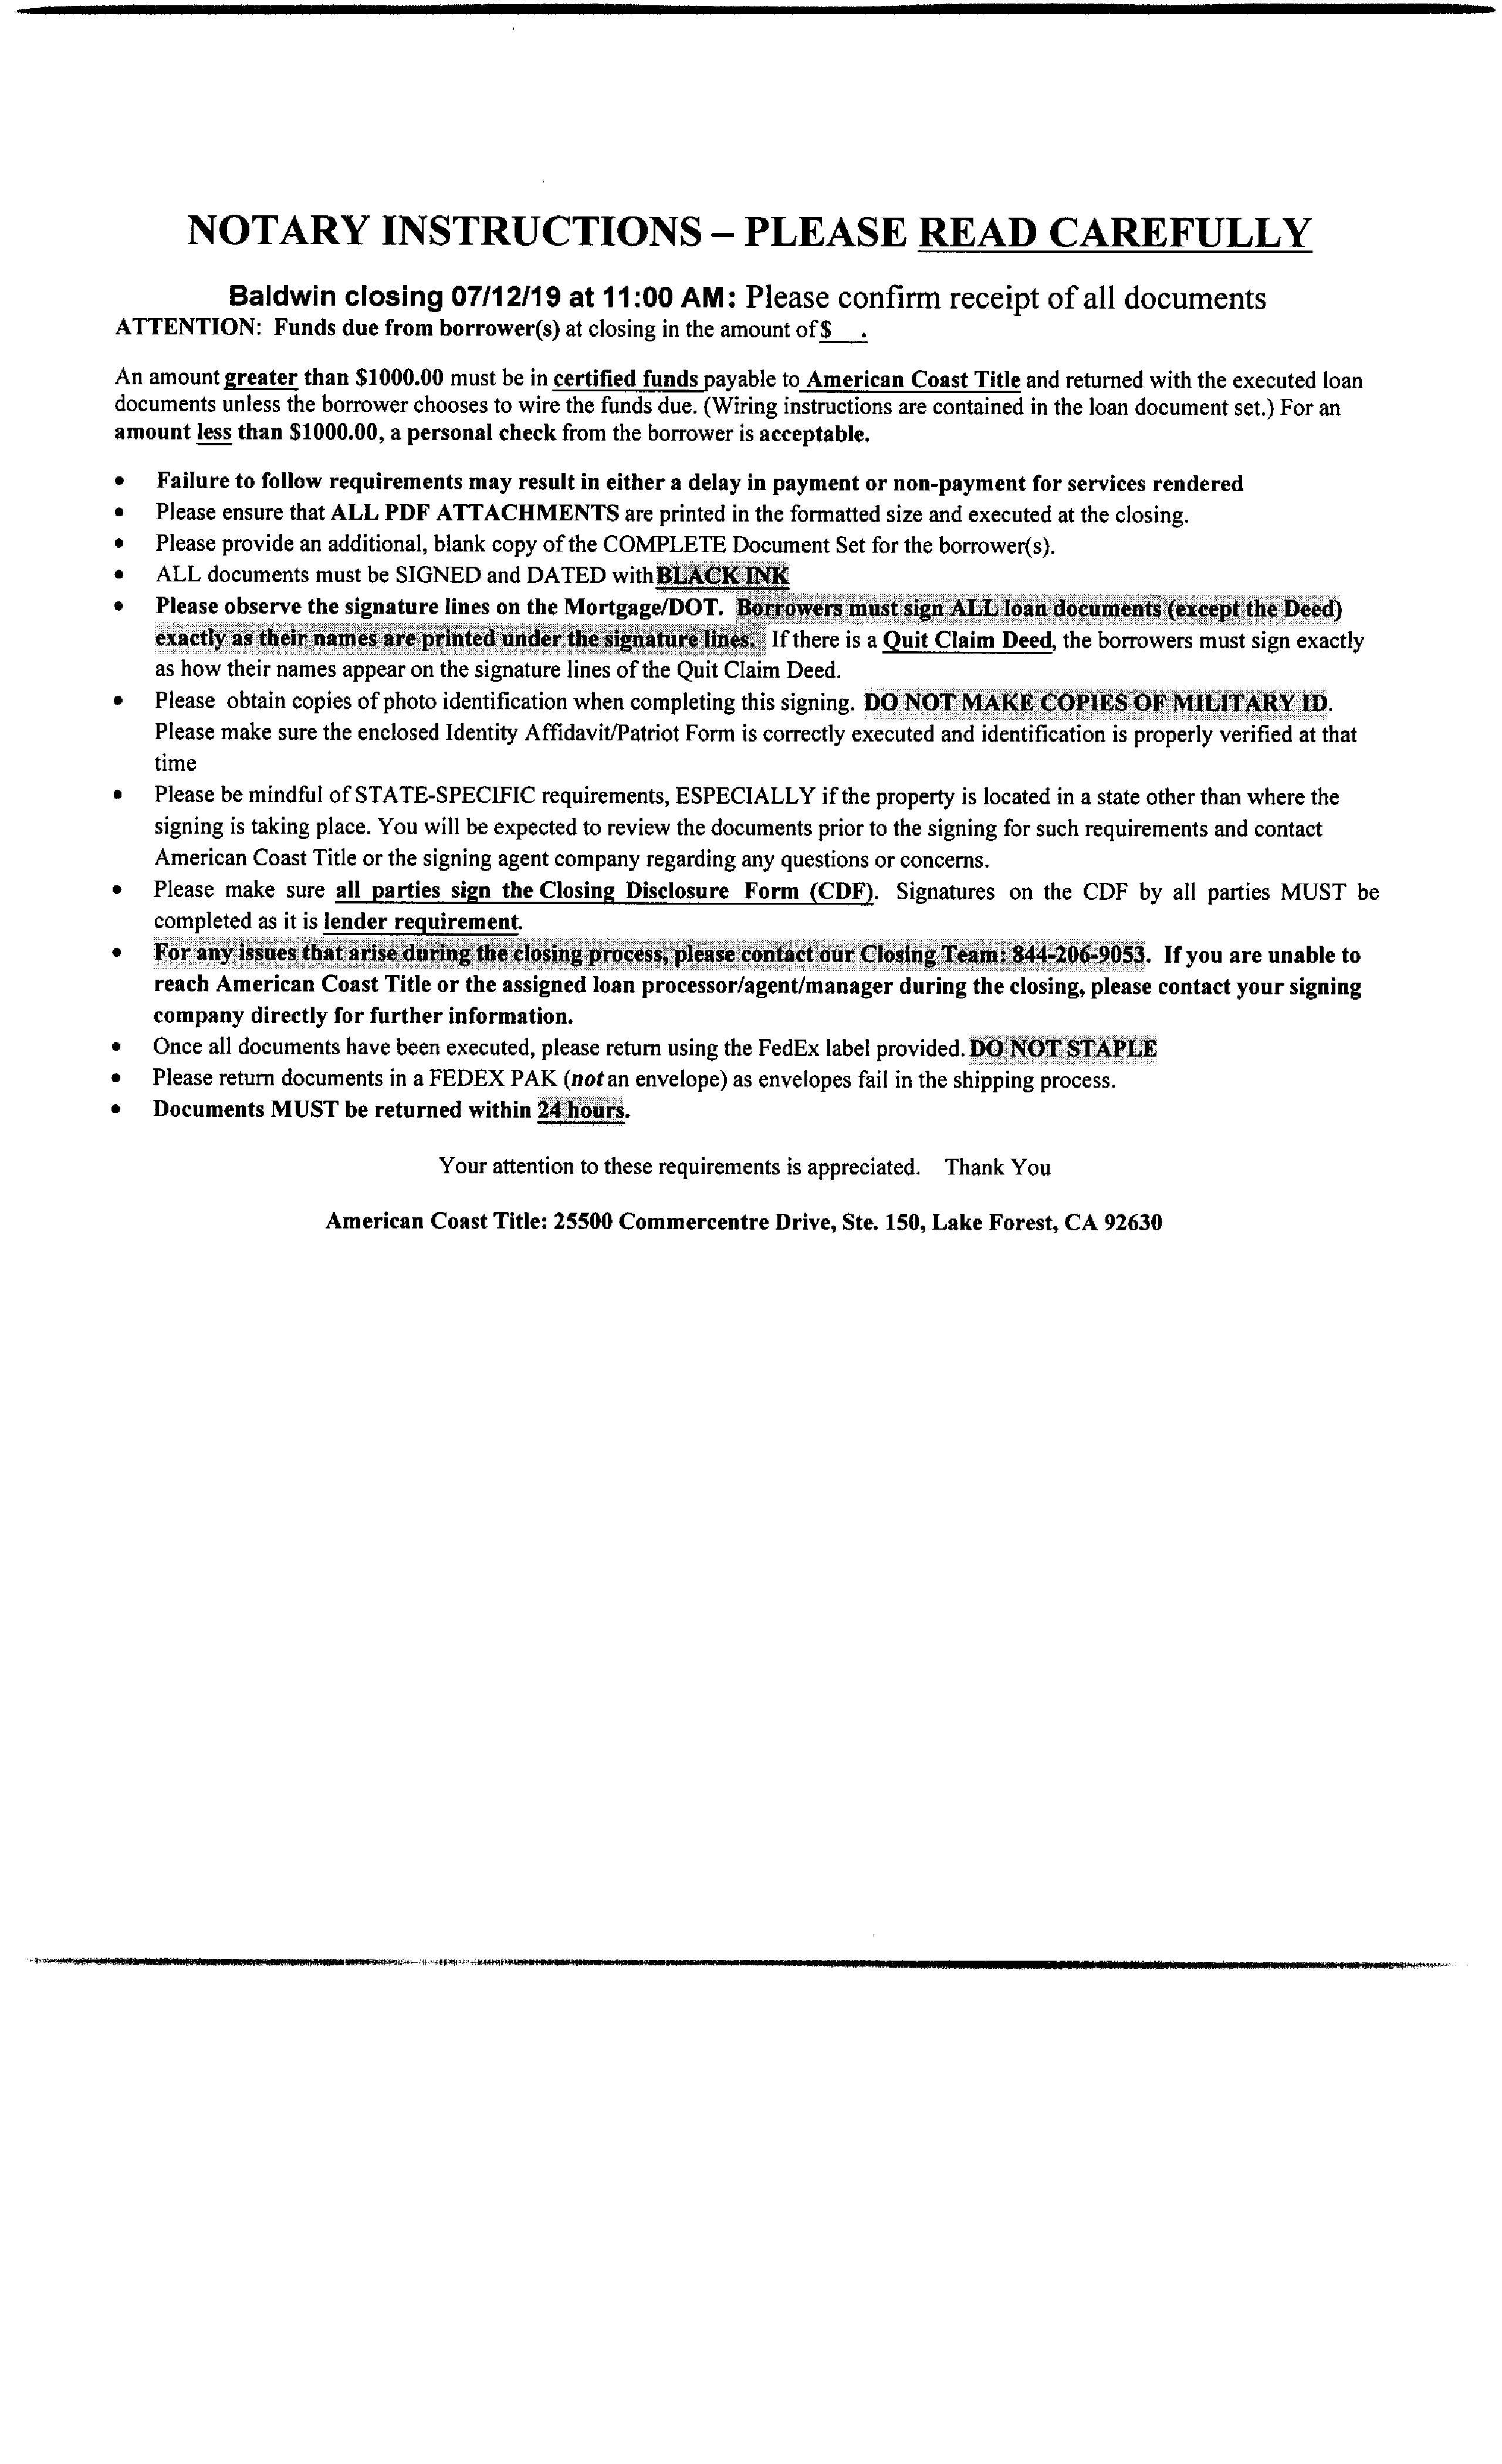 NOTARY INSTRUCTIONS – PLEASE READ CAREFULLY
Baldwin closing 07/12/19 at 11:00 AM: Please confirm receipt of all documents
ATTENTION: Funds due from borrower(s) at closing in the amount of $ .
An amount greater than $1000.00 must be in certified funds payable to American Coast Title and returned with the executed loan
documents unless the borrower chooses to wire the funds due. (Wiring instructions are contained in the loan document set.) For an
amount less than $1000.00, a personal check from the borrower is acceptable.
• Failure to follow requirements may result in either a delay in payment or non-payment for services rendered
• Please ensure that ALL PDF ATTACHMENTS are printed in the formatted size and executed at the closing.
• Please provide an additional, blank copy of the COMPLETE Document Set for the borrower(s).
• ALL documents must be SIGNED and DATED with BLACK INK
• Please observe the signature lines on the Mortgage/DOT. Borrowers must sign ALL loan documents (except the Deed)
exactly as their names are printed under the signature lines. If there is a Quit Claim Deed, the borrowers must sign exactly
as how their names appear on the signature lines of the Quit Claim Deed.
• Please obtain copies of photo identification when completing this signing. DO NOT MAKE COPIES OF MILITARY ID.
Please make sure the enclosed Identity Affidavit/Patriot Form is correctly executed and identification is properly verified at that
time
• Please be mindful of STATE-SPECIFIC requirements, ESPECIALLY if the property is located in a state other than where the
signing is taking place. You will be expected to review the documents prior to the signing for such requirements and contact
American Coast Title or the signing agent company regarding any questions or concerns.
• Please make sure all parties sign the Closing Disclosure Form (CDF). Signatures on the CDF by all parties MUST be
completed as it is lender requirement.
• For any issues that arise during the closing process, please contact our Closing Team: 844-206-9053. If you are unable to
reach American Coast Title or the assigned loan processor/agent/manager during the closing, please contact your signing
company directly for further information.
• Once all documents have been executed, please return using the FedEx label provided. DO NOT STAPLE
• Please return documents in a FEDEX PAK (not an envelope) as envelopes fail in the shipping process.
• Documents MUST be returned within 24 hours.
Your attention to these requirements is appreciated. Thank You
American Coast Title: 25500 Commercentre Drive, Ste. 150, Lake Forest, CA 92630